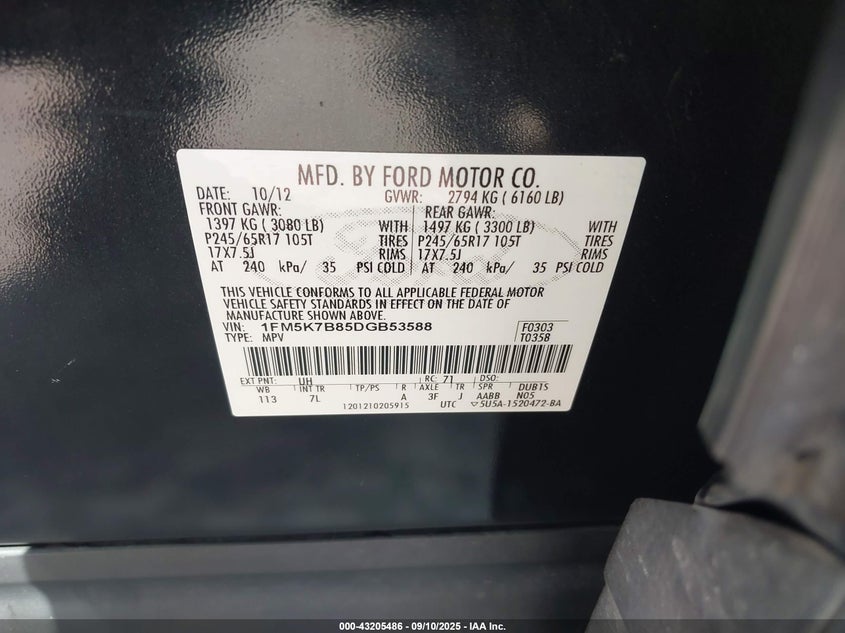 MFD. BY FORD MOTOR CO.
DATE: 10/12 GVWR: 2794 KG ( 6160 LB)
FRONT GAWR: REAR GAWR:
1397 KG ( 3080 LB) WITH 1497 KG ( 3300 LB) WITH
P245/65R17 105T TIRES P245/65R17 105T TIRES
17X7.5J RIMS 17X7.5J RIMS
AT 240 kPa/ 35 PSI COLD AT 240 kPa/ 35 PSI COLD
THIS VEHICLE CONFORMS TO ALL APPLICABLE FEDERAL MOTOR
VEHICLE SAFETY STANDARDS IN EFFECT ON THE DATE OF
MANUFACTURE SHOWN ABOVE.
VIN: 1FM5K7B85DGB53588 F0303
TYPE: MPV T0358
EXT PNT: UH RC: 71 DSO:
WB INT TR TP/PS R AXLE TR SPR DUB1S
113 7L A 3F J AABB N05
1201210205915 UTC ▽5U5A-1520472-BA
000-43205486 - 09/10/2025 - IAA Inc.